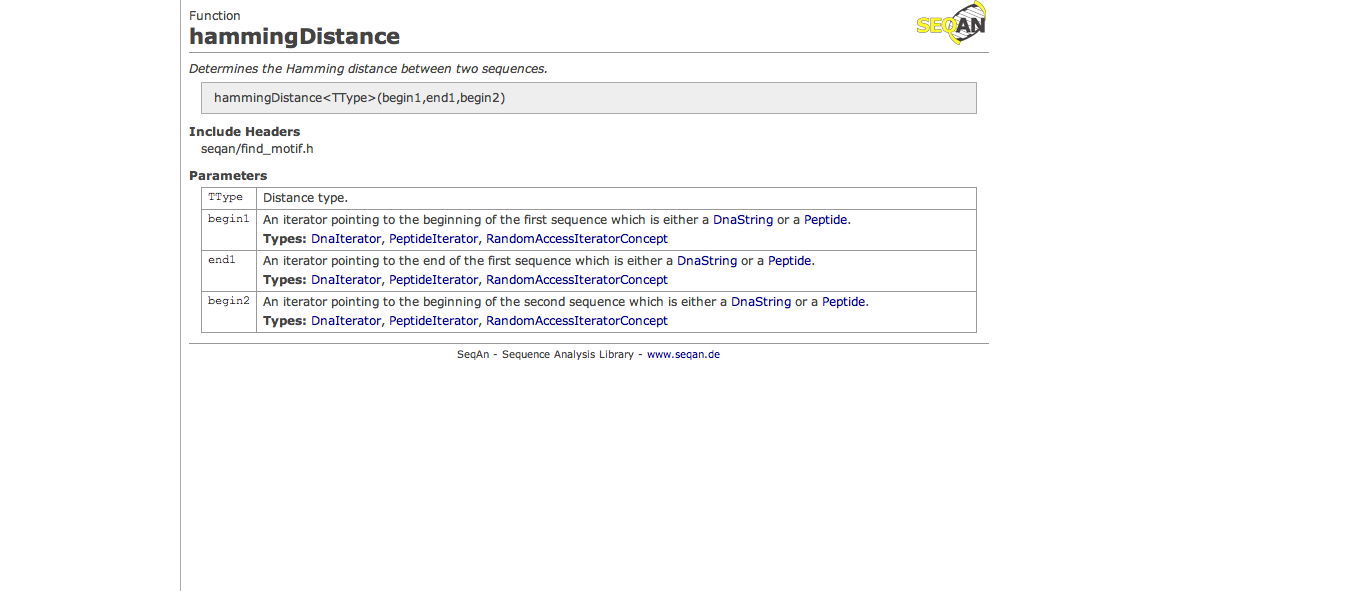 Function
SEQAN
hammingDistance
Determines the Hamming distance between two sequences.
hammingDistance<TType>(begin1,end1,begin2)
Include Headers
seqan/find_motif.h
Parameters
TType Distance type.
begin1 An iterator pointing to the beginning of the first sequence which is either a DnaString or a Peptide.
Types: DnaIterator, PeptideIterator, RandomAccessIteratorConcept
end1 An iterator pointing to the end of the first sequence which is either a DnaString or a Peptide.
Types: DnaIterator, PeptideIterator, RandomAccessIteratorConcept
begin2 An iterator pointing to the beginning of the second sequence which is either a DnaString or a Peptide.
Types: DnaIterator, PeptideIterator, RandomAccessIteratorConcept
SeqAn - Sequence Analysis Library - www.seqan.de